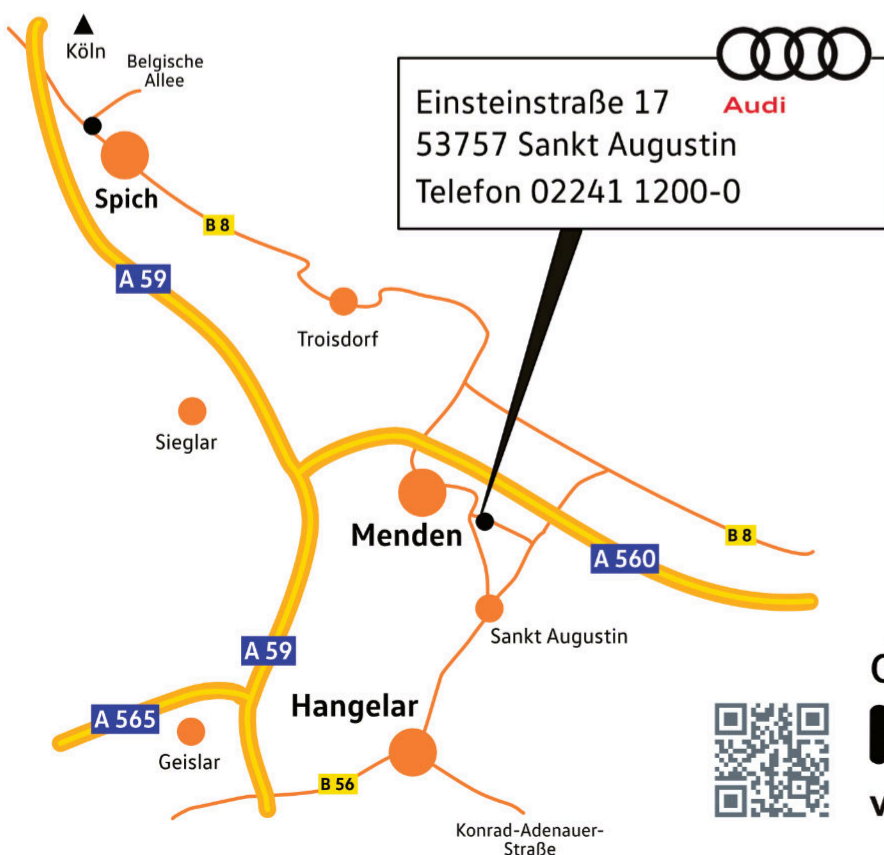 Köln
Belgische
Allee
Einsteinstraße 17
53757 Sankt Augustin
Telefon 02241 1200-0
Audi
Spich
B 8
A 59
Troisdorf
Sieglar
Menden
B 8
A 560
Sankt Augustin
A 59
Hangelar
A 565
Geislar
B 56
Konrad-Adenauer-
Straße